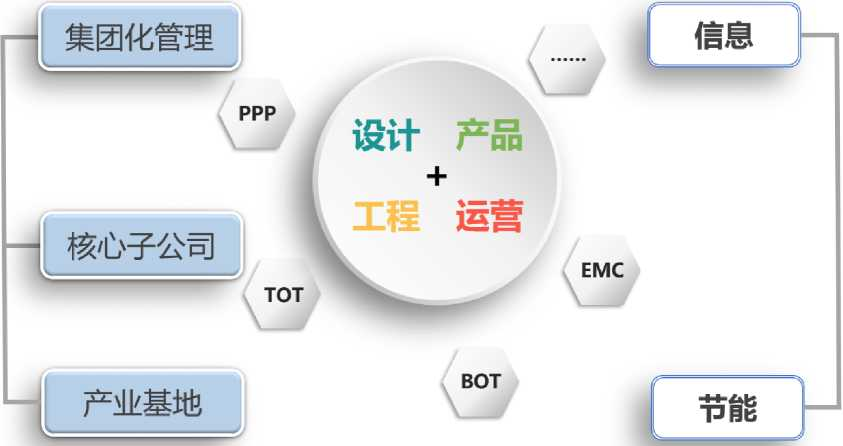 集团化管理
信息
......
PPP
设计 产品
+
工程 运营
核心子公司
EMC
TOT
BOT
产业基地
节能